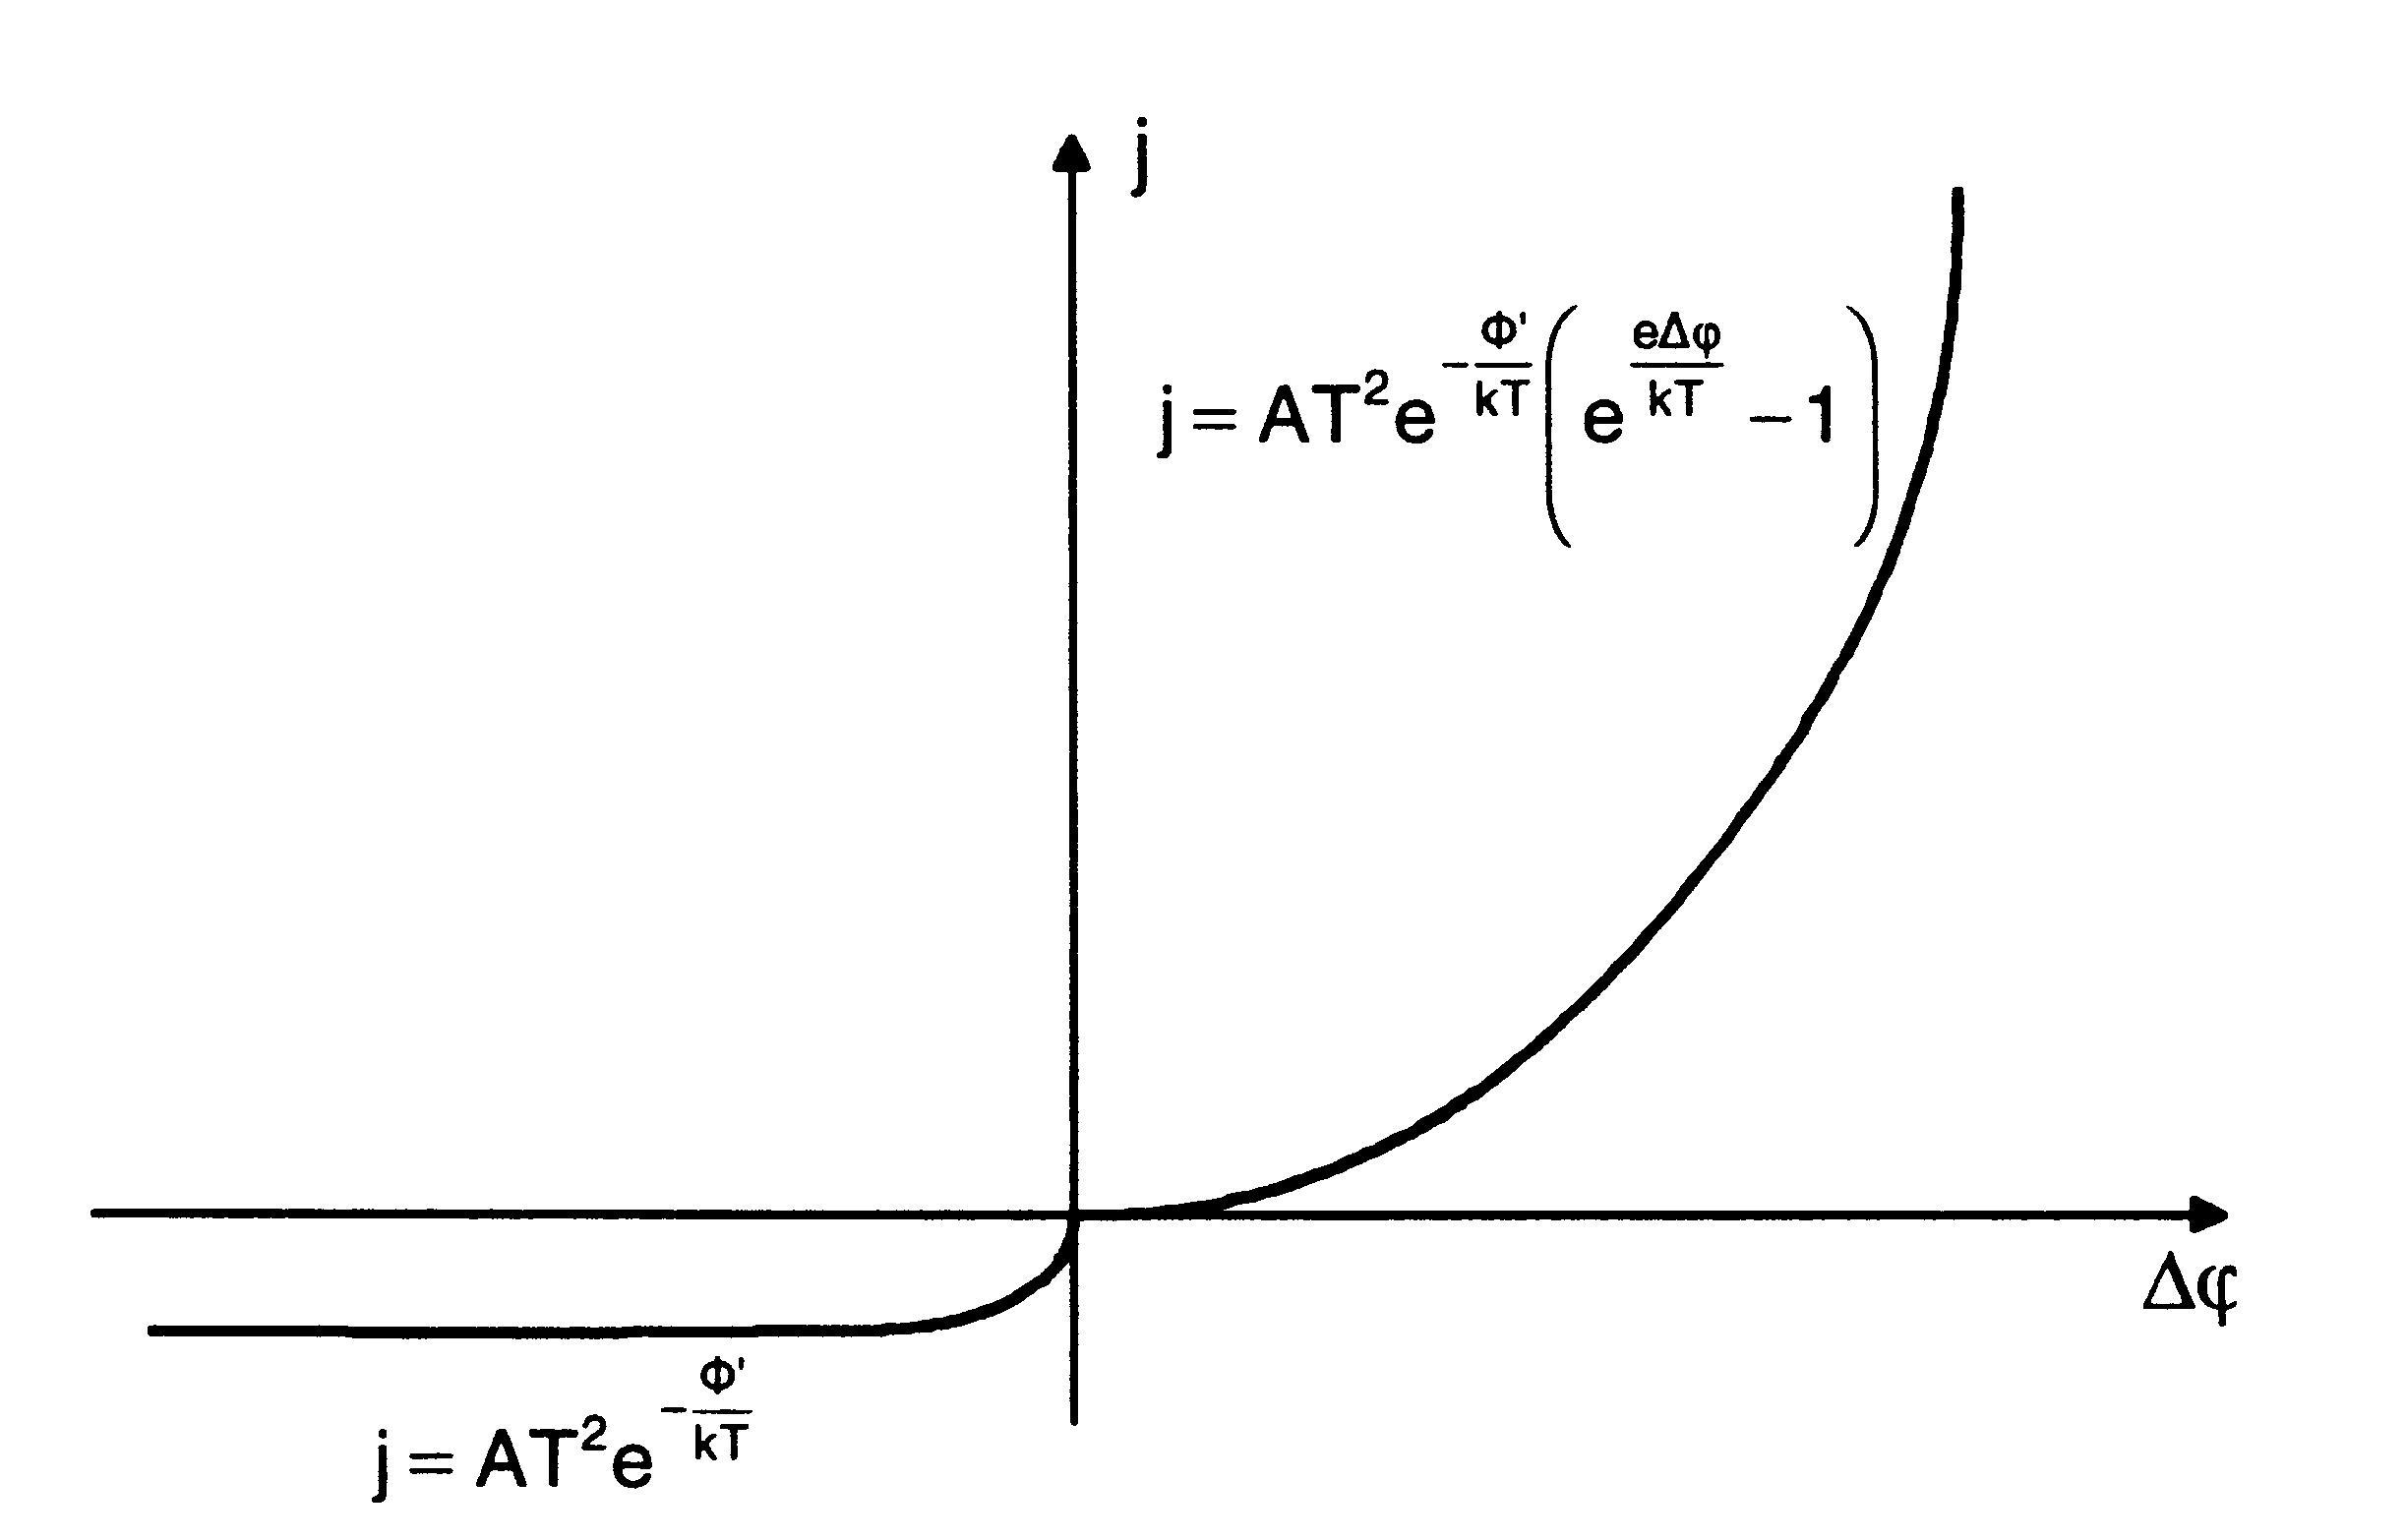 j
j = AT²e^(-Φ'/kT) (e^(eΔφ/kT) - 1)
Δφ
j = AT²e^(-Φ'/kT)